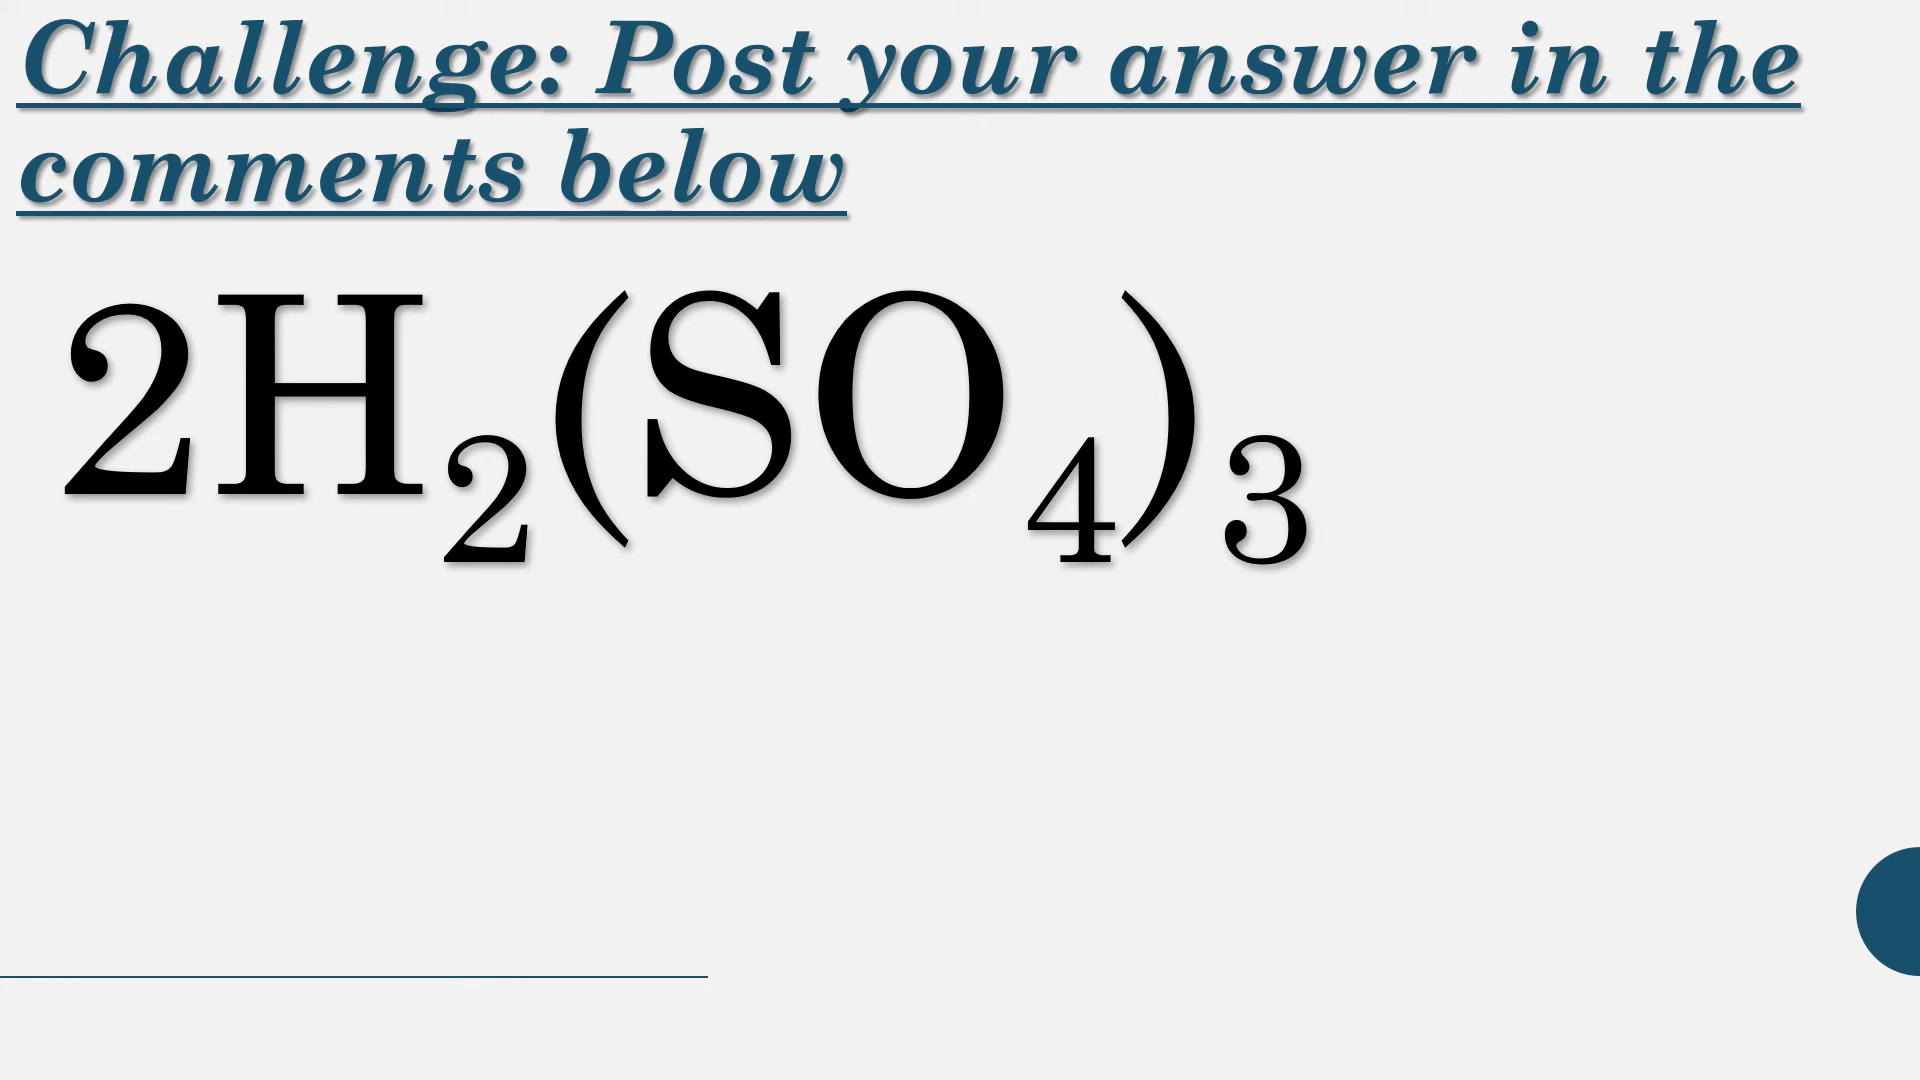 Challenge: Post your answer in the
comments below
2H₂(SO₄)₃